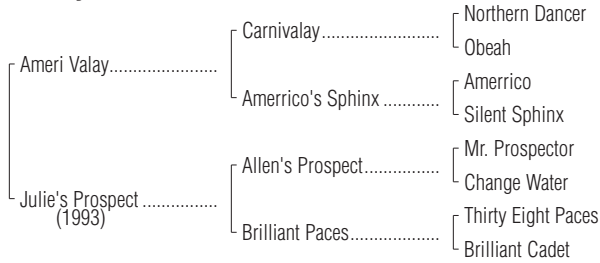 Northern Dancer
Carnivalay........................
Obeah
Ameri Valay......................
Amerrico
Amerrico's Sphinx ............
Silent Sphinx
Mr. Prospector
Allen's Prospect................
Change Water
Julie's Prospect ................
(1993)
Thirty Eight Paces
Brilliant Paces...................
Brilliant Cadet